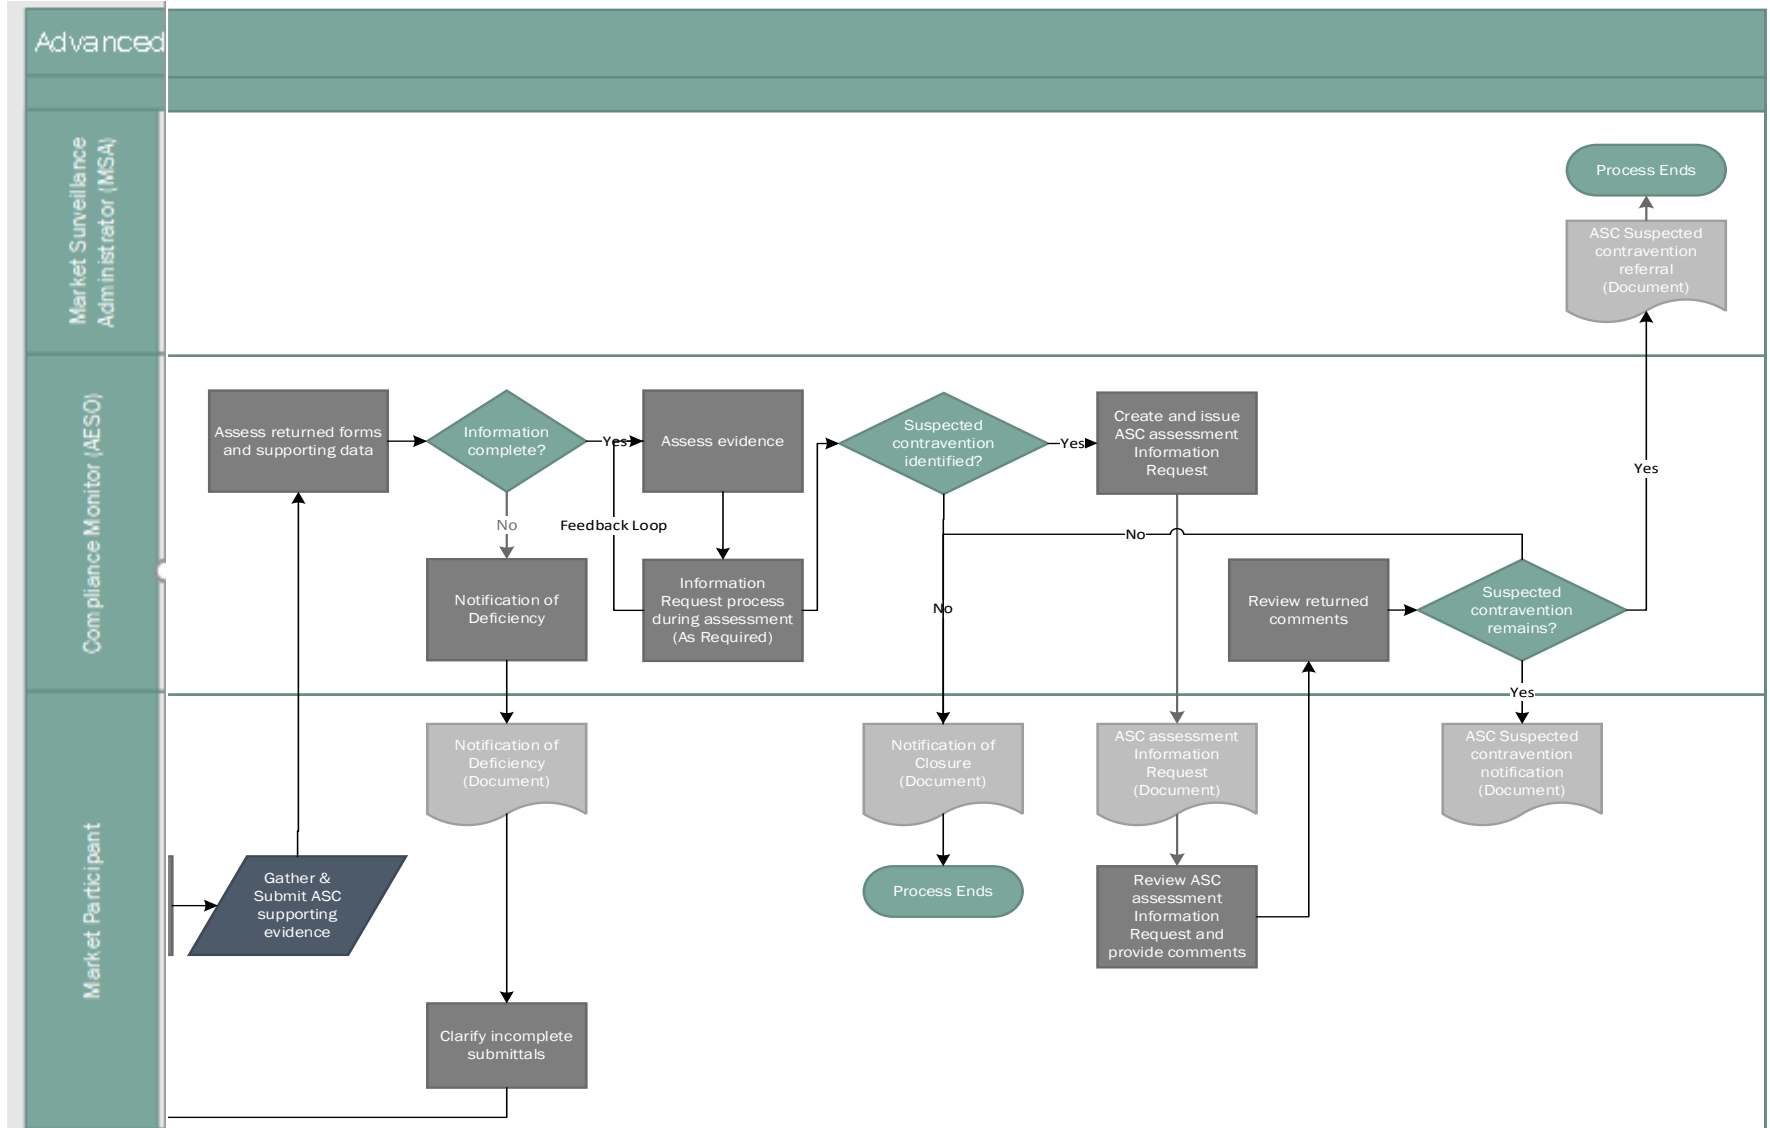 Advanced
Market Surveillance
Administrator (MSA)
Process Ends
ASC Suspected
contravention
referral
(Document)
Compliance Monitor (AESO)
Assess returned forms
and supporting data
Information
complete?
Yes
No
Assess evidence
Feedback Loop
Notification of
Deficiency
Information
Request process
during assessment
(As Required)
Suspected
contravention
identified?
Yes
No
Create and issue
ASC assessment
Information
Request
No
Review returned
comments
Suspected
contravention
remains?
Yes
Yes
Market Participant
Gather &
Submit ASC
supporting
evidence
Notification of
Deficiency
(Document)
Clarify incomplete
submittals
Notification of
Closure
(Document)
Process Ends
ASC assessment
Information
Request
(Document)
Review ASC
assessment
Information
Request and
provide comments
ASC Suspected
contravention
notification
(Document)